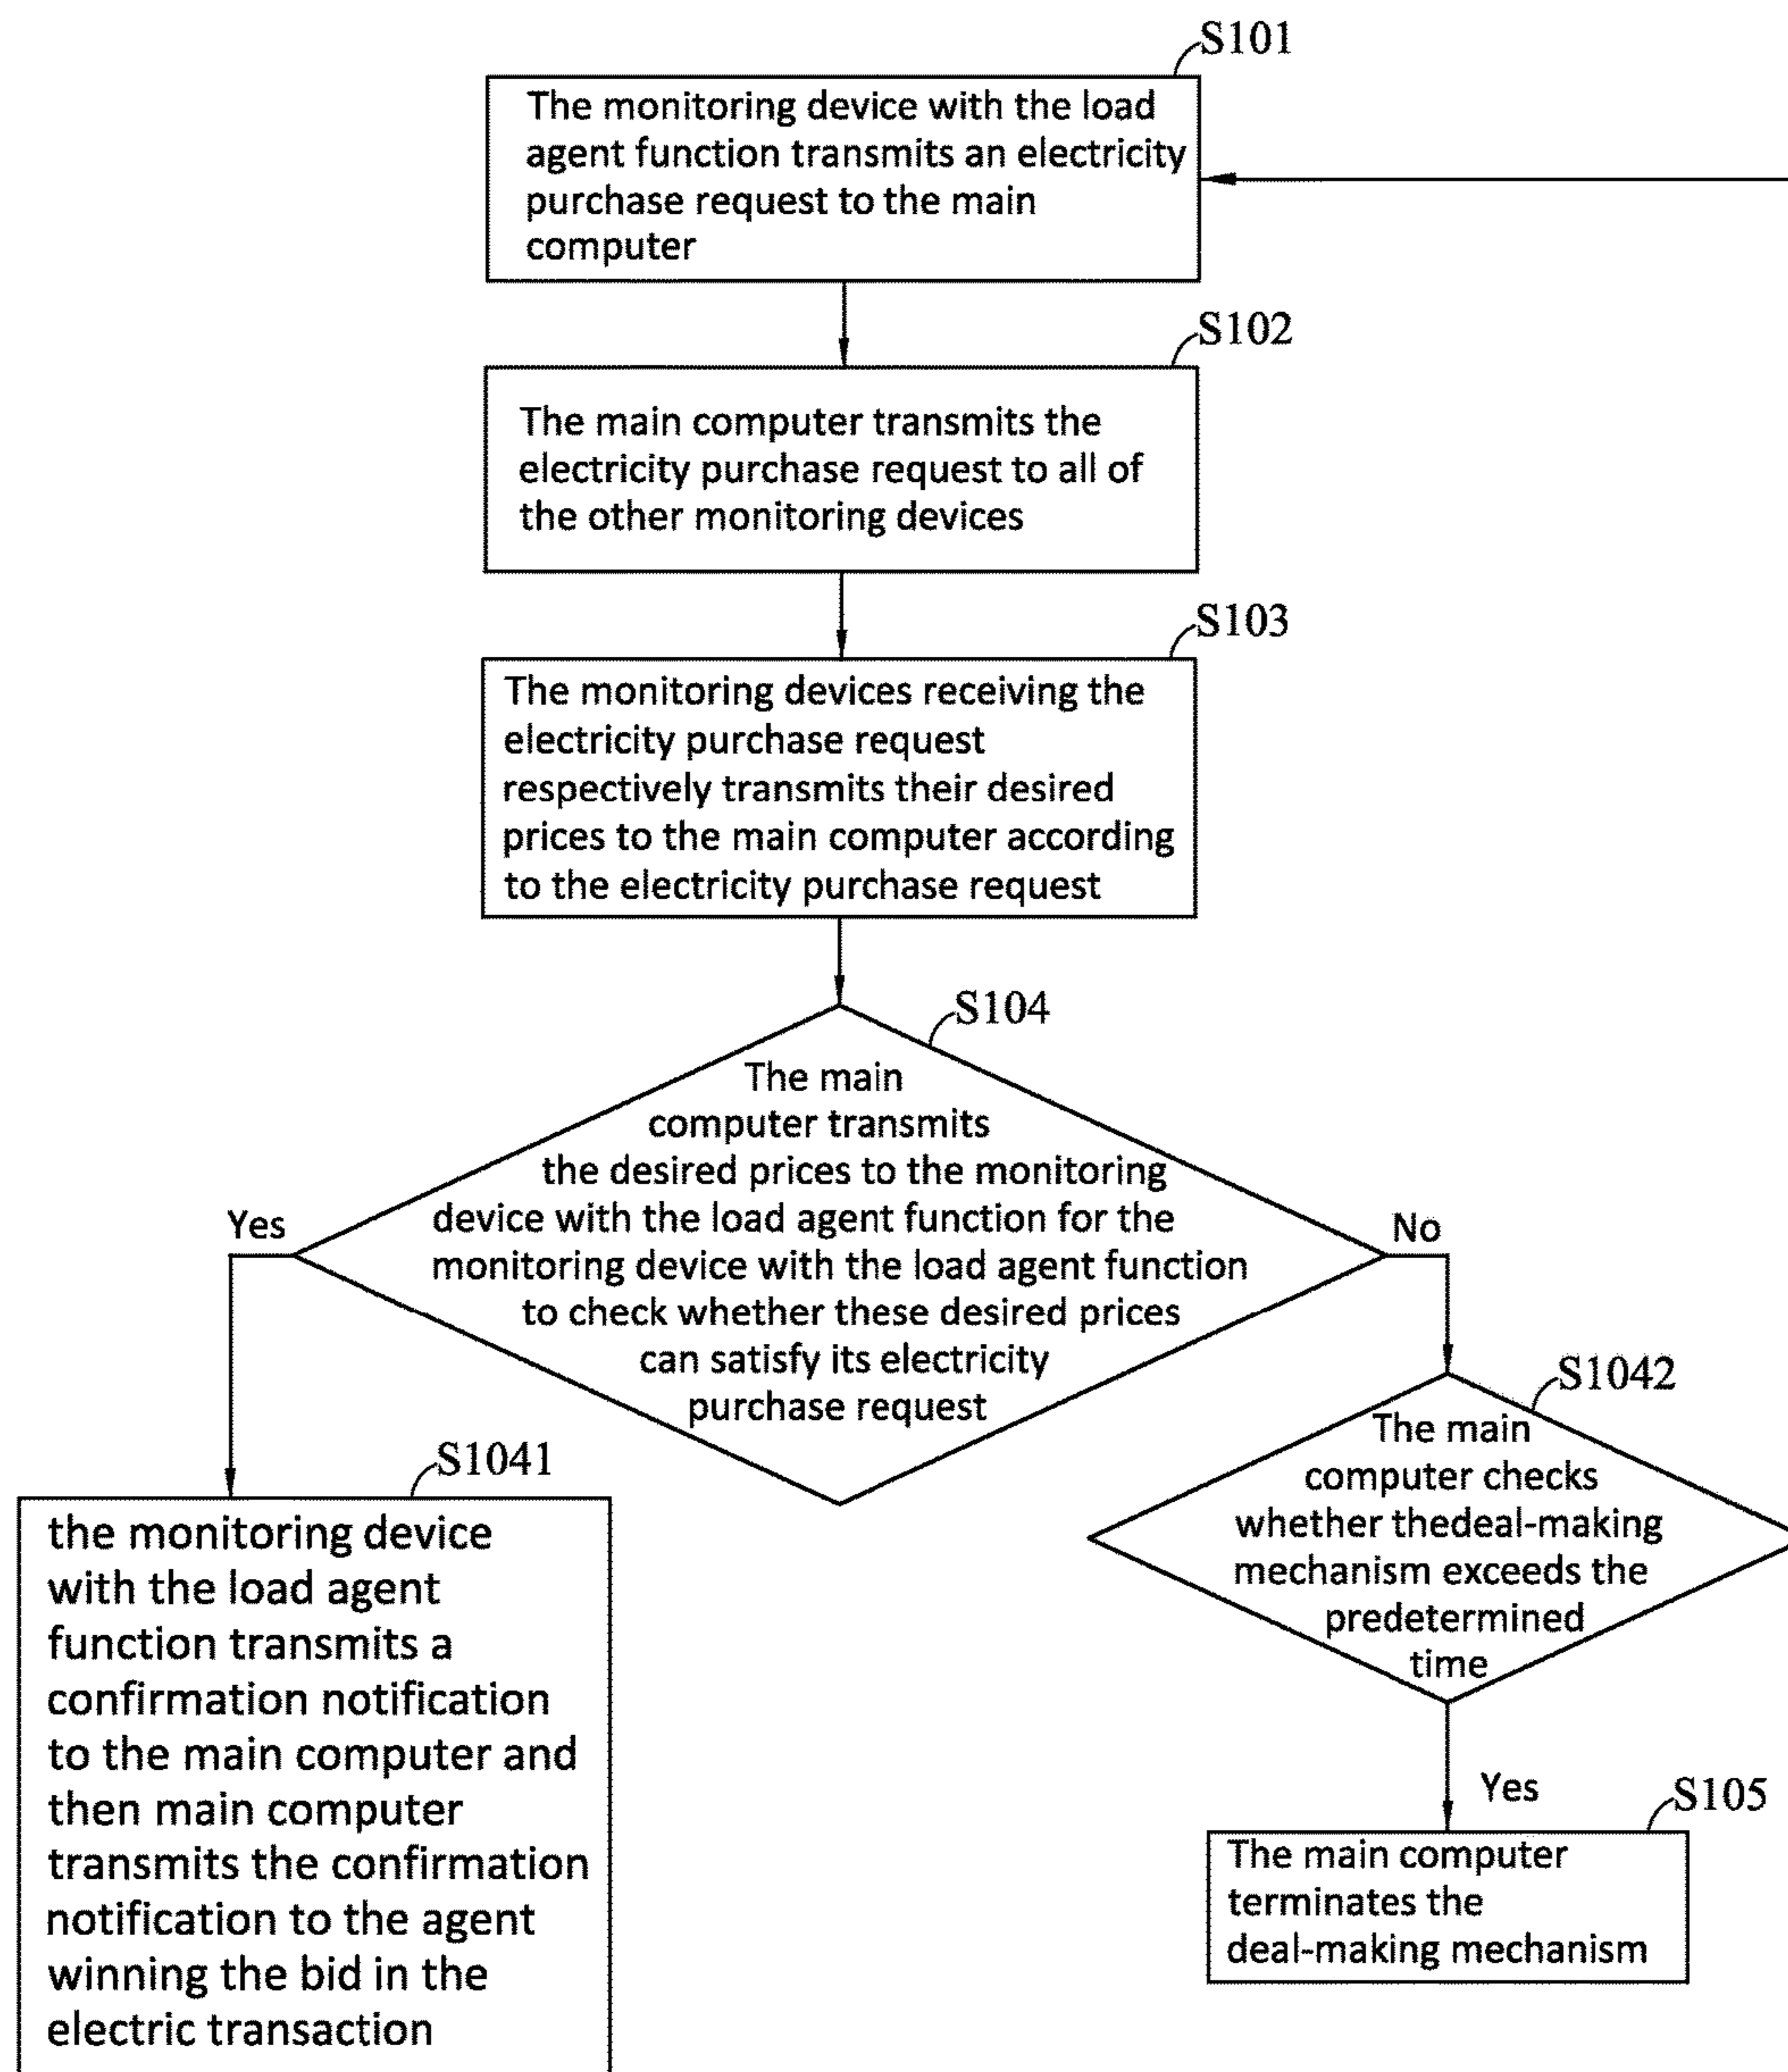 S101
The monitoring device with the load
agent function transmits an electricity
purchase request to the main
computer
S102
The main computer transmits the
electricity purchase request to all of
the other monitoring devices
S103
The monitoring devices receiving the
electricity purchase request
respectively transmits their desired
prices to the main computer according
to the electricity purchase request
S104
The main
computer transmits
the desired prices to the monitoring
device with the load agent function for the
monitoring device with the load agent function
to check whether these desired prices
can satisfy its electricity
purchase request
Yes
No
S1041
the monitoring device
with the load agent
function transmits a
confirmation notification
to the main computer and
then main computer
transmits the confirmation
notification to the agent
winning the bid in the
electric transaction
S1042
The main
computer checks
whether thedeal-making
mechanism exceeds the
predetermined
time
Yes
S105
The main computer
terminates the
deal-making mechanism